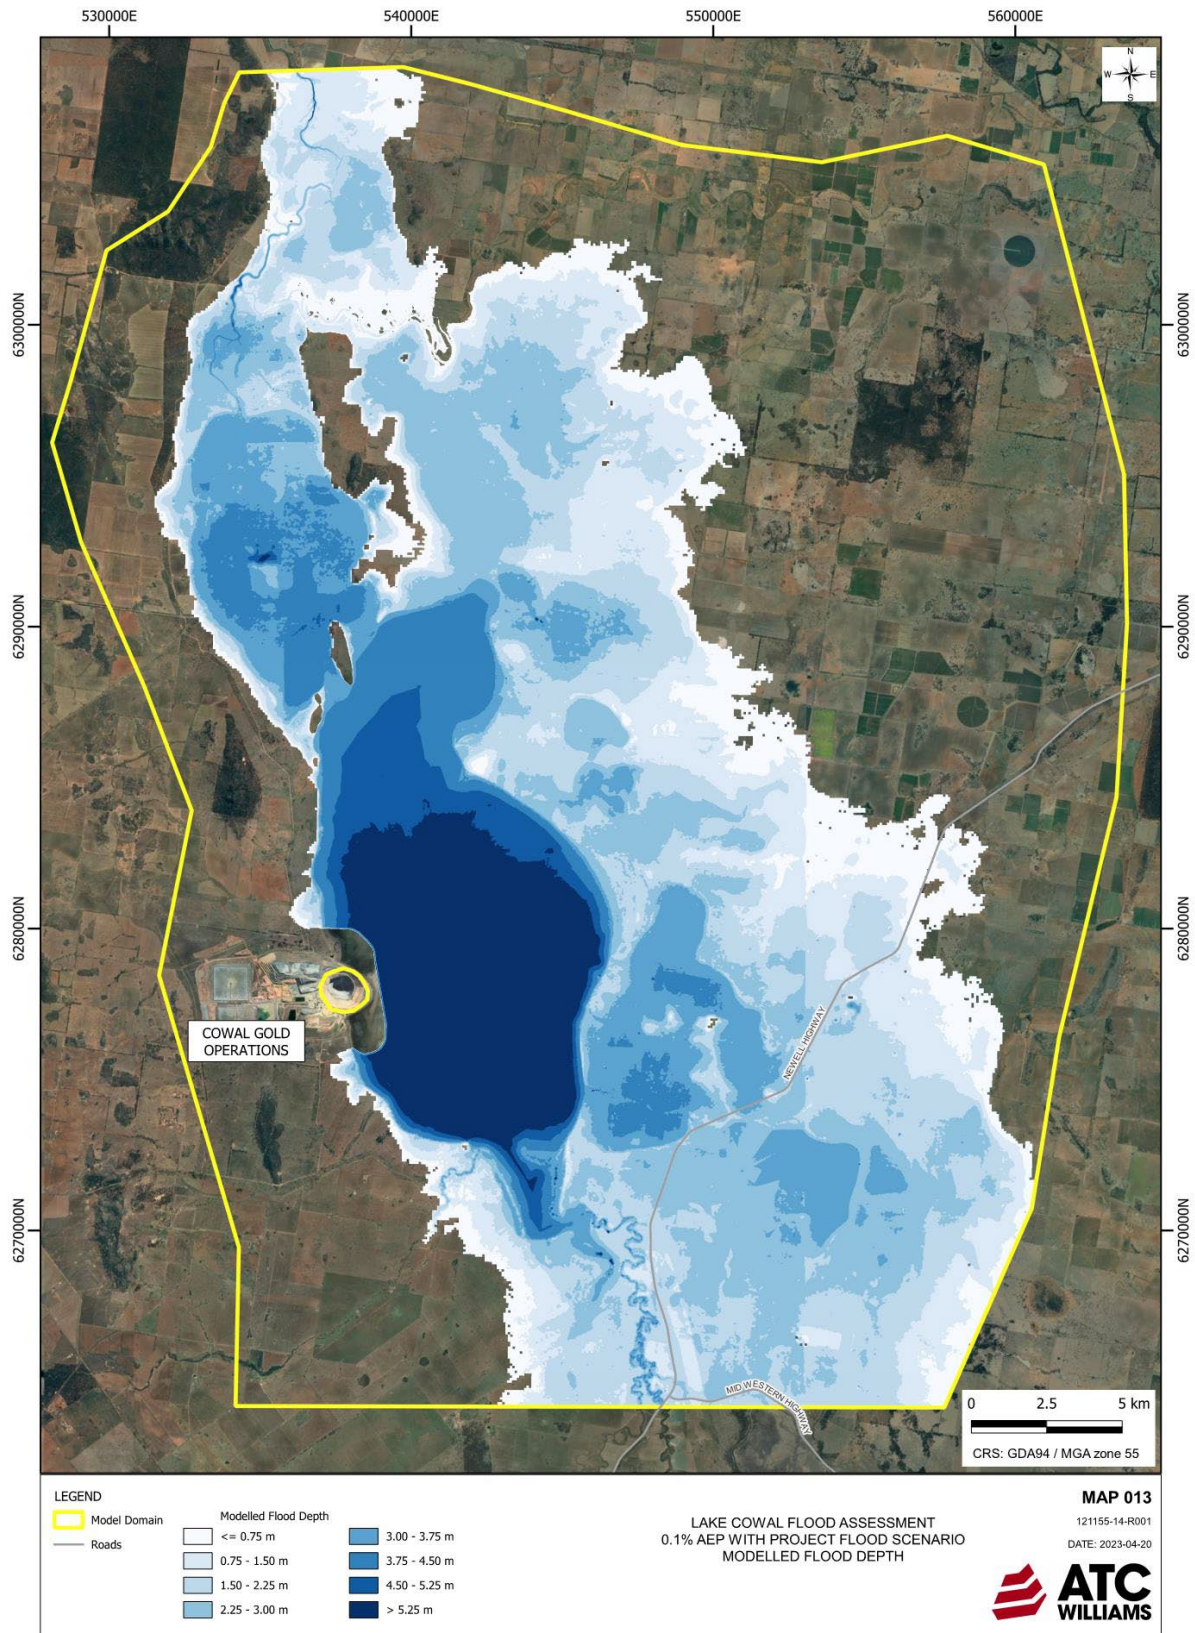 530000E
540000E
550000E
560000E
N
W
E
S
6300000N
6300000N
6290000N
6290000N
6280000N
6280000N
COWAL GOLD
OPERATIONS
NEWELL HIGHWAY
6270000N
6270000N
MID WESTERN HIGHWAY
0 2.5 5 km
CRS: GDA94 / MGA zone 55
LEGEND
Model Domain
Roads
Modelled Flood Depth
<= 0.75 m
0.75 - 1.50 m
1.50 - 2.25 m
2.25 - 3.00 m
3.00 - 3.75 m
3.75 - 4.50 m
4.50 - 5.25 m
> 5.25 m
LAKE COWAL FLOOD ASSESSMENT
0.1% AEP WITH PROJECT FLOOD SCENARIO
MODELLED FLOOD DEPTH
MAP 013
121155-14-R001
DATE: 2023-04-20
ATC
WILLIAMS